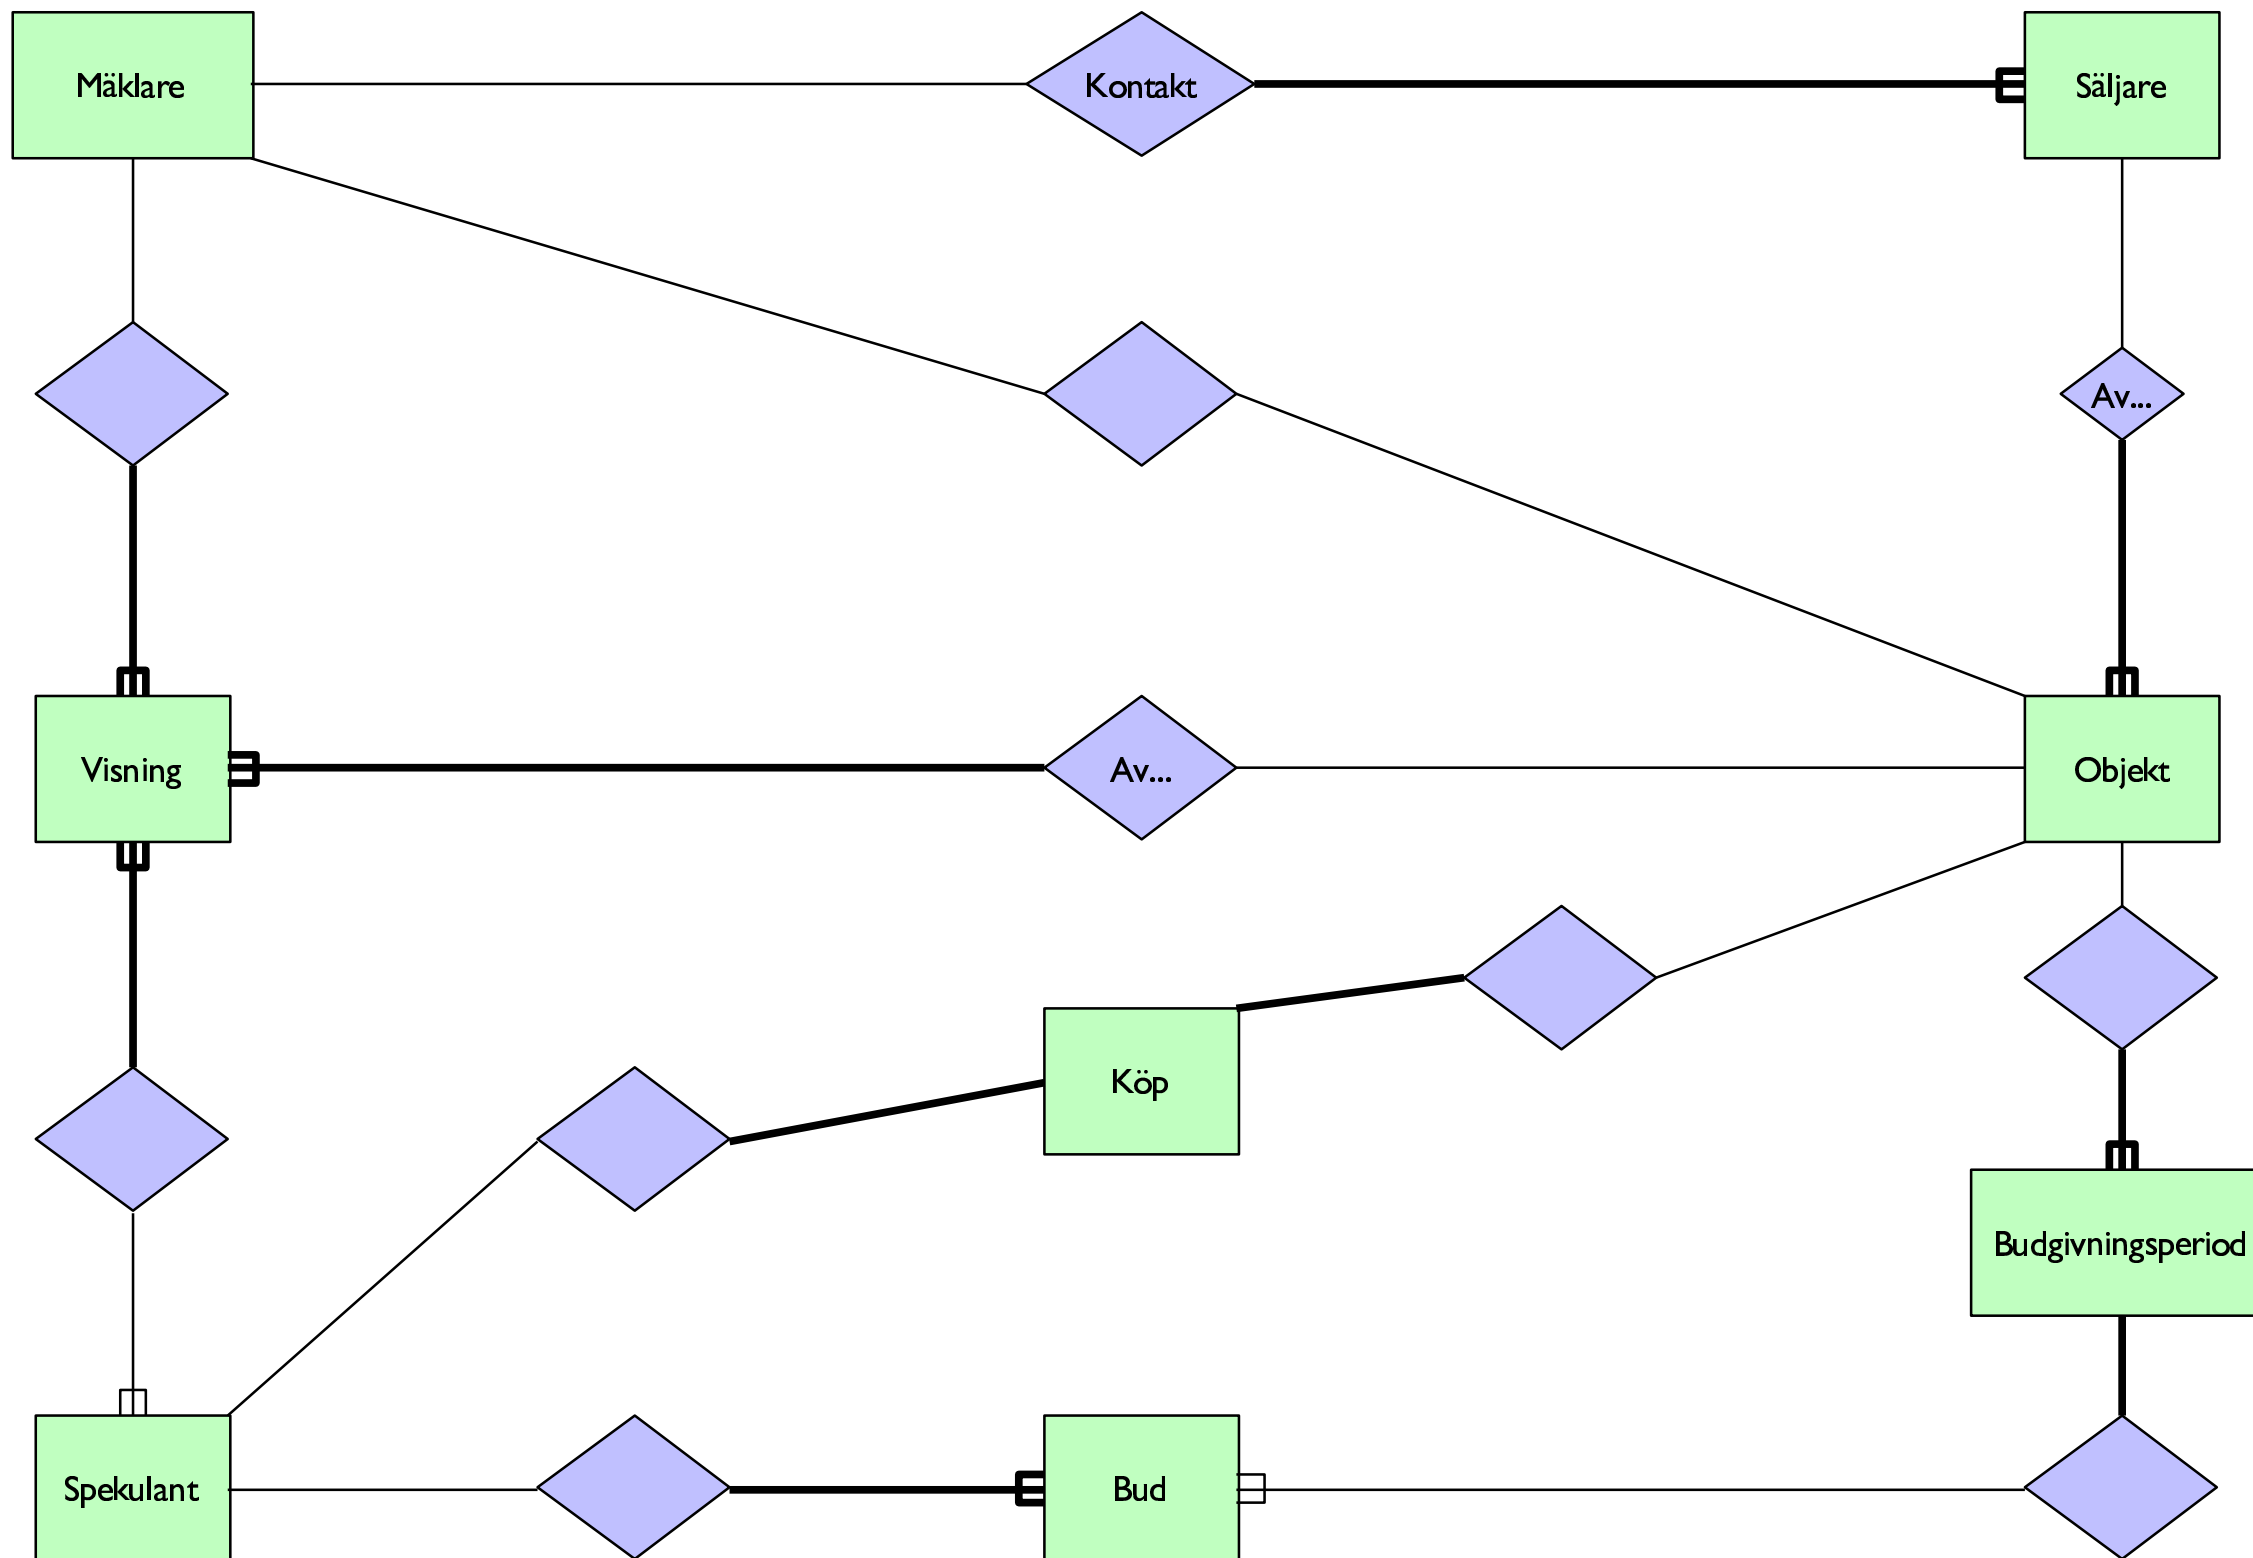 Mäklare
Kontakt
Säljare
Av...
Visning
Av...
Objekt
Köp
Budgivningsperiod
Spekulant
Bud